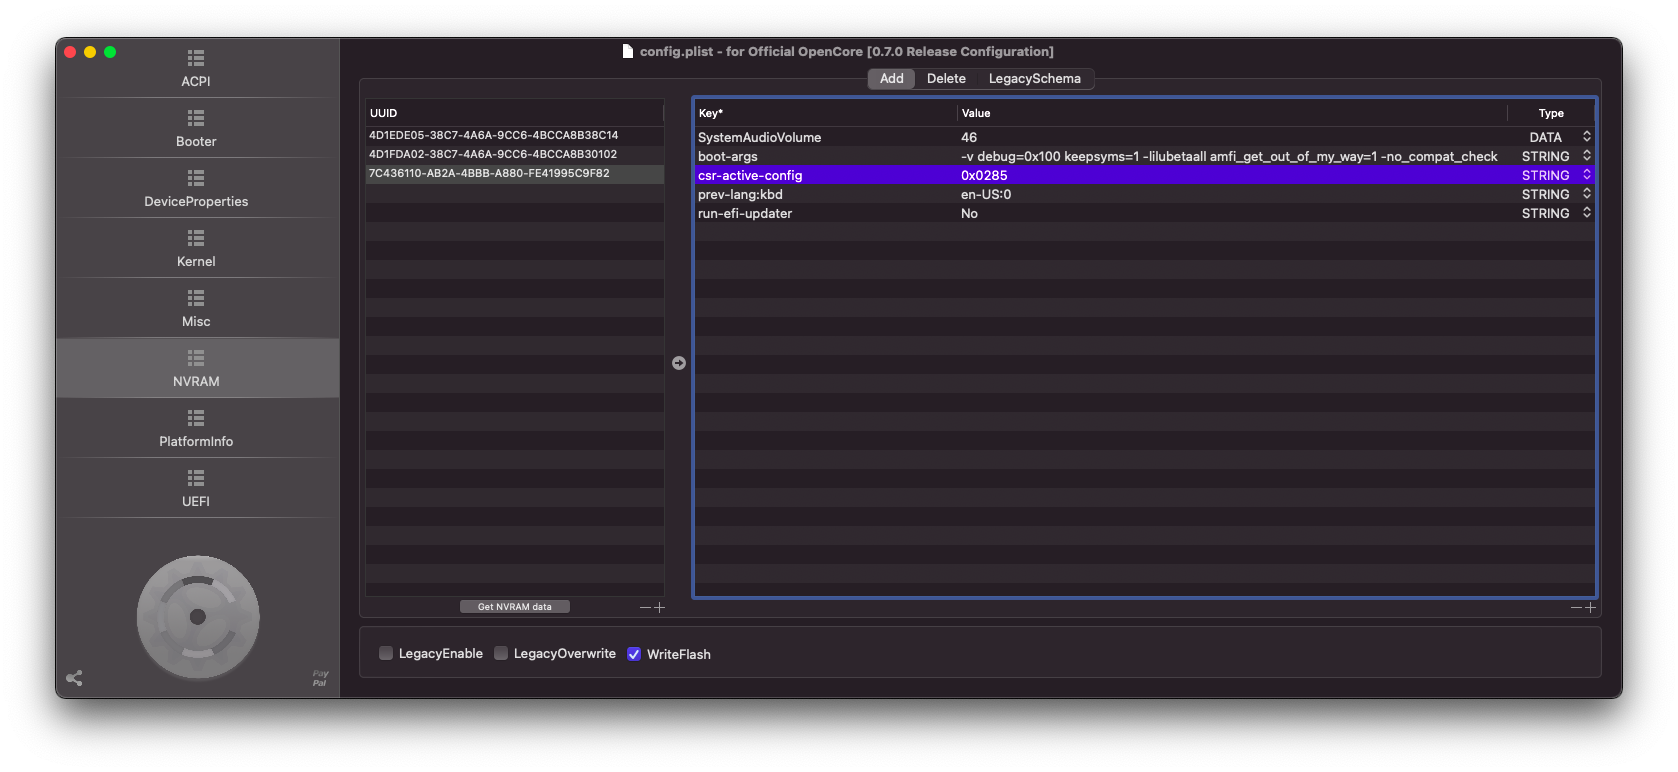 config.plist - for Official OpenCore [0.7.0 Release Configuration]
ACPI
Booter
DeviceProperties
Kernel
Misc
NVRAM
PlatformInfo
UEFI
Pay
Pal
Add Delete LegacySchema
UUID
4D1EDE05-38C7-4A6A-9CC6-4BCCA8B38C14
4D1FDA02-38C7-4A6A-9CC6-4BCCA8B30102
7C436110-AB2A-4BBB-A880-FE41995C9F82
Get NVRAM data
Key* Value Type
SystemAudioVolume 46 DATA
boot-args -v debug=0x100 keepsyms=1 -lilubetaall amfi_get_out_of_my_way=1 -no_compat_check STRING
csr-active-config 0x0285 STRING
prev-lang:kbd en-US:0 STRING
run-efi-updater No STRING
LegacyEnable LegacyOverwrite WriteFlash